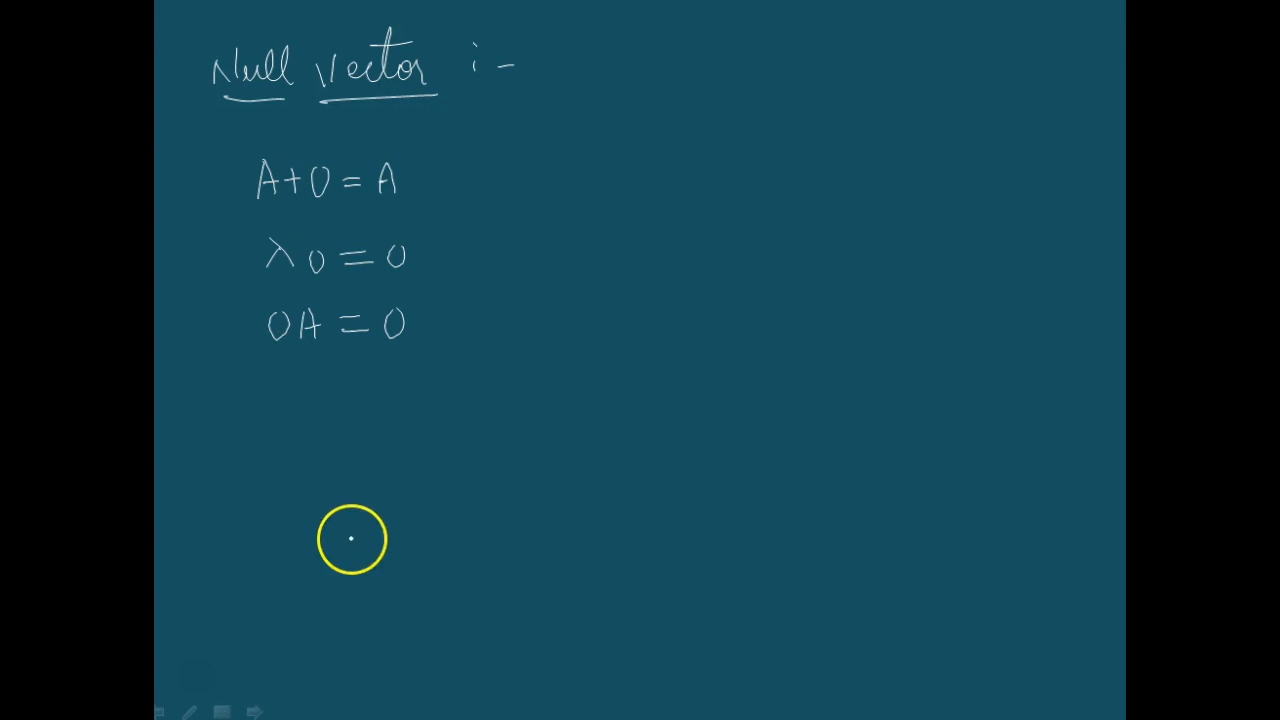 Null Vector :-
A+0=A
λ0=0
0A=0